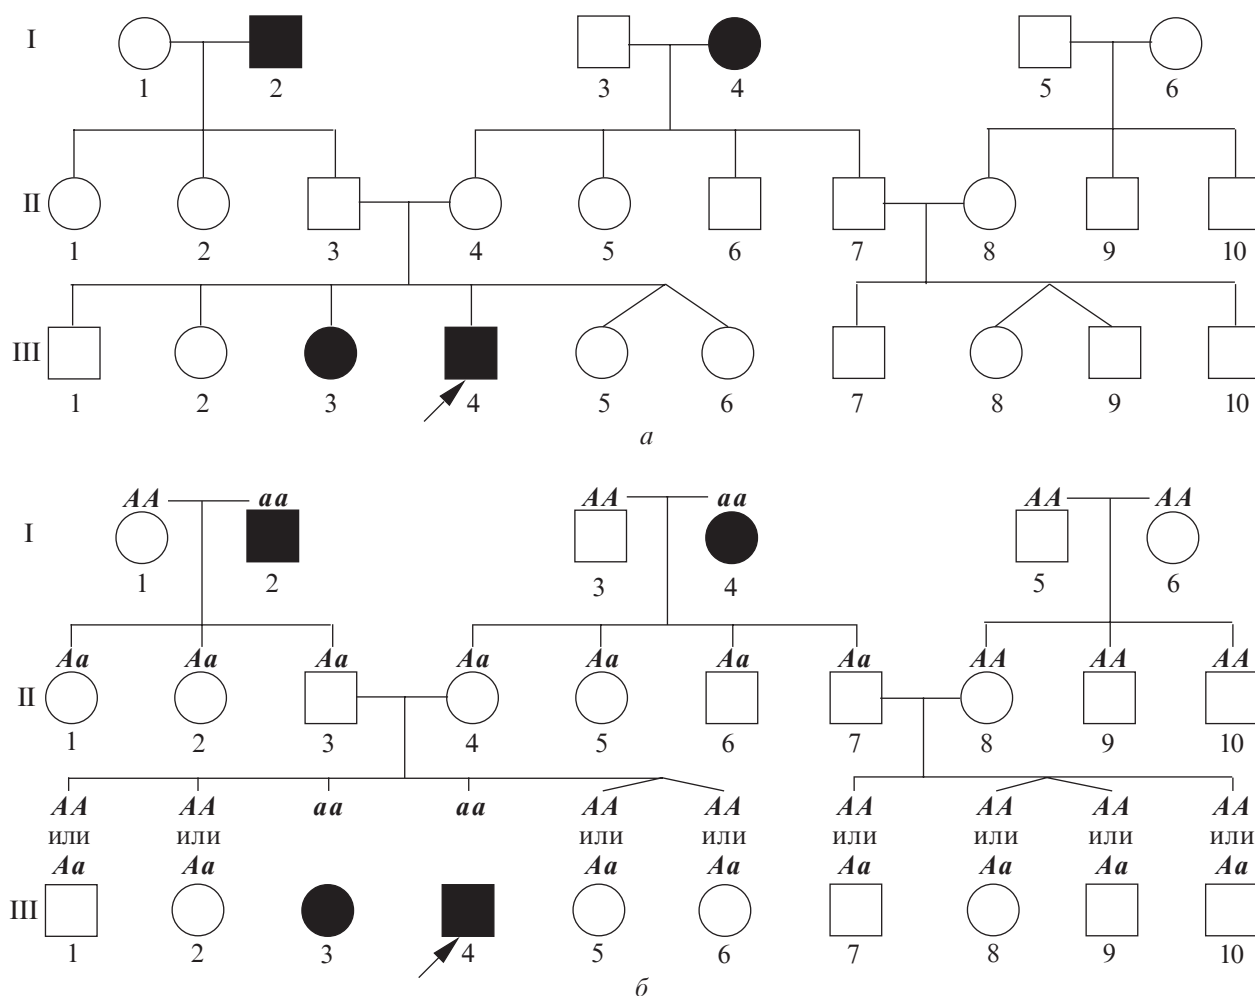 I
1 2 3 4 5 6
II
1 2 3 4 5 6 7 8 9 10
III
1 2 3 4 5 6 7 8 9 10
а
AA aa AA aa AA AA
I
1 2 3 4 5 6
Aa Aa Aa Aa Aa Aa Aa AA AA AA
II
1 2 3 4 5 6 7 8 9 10
AA AA aa aa AA AA AA AA AA AA
или или или или или или или или
Aa Aa Aa Aa Aa Aa Aa Aa
III
1 2 3 4 5 6 7 8 9 10
б